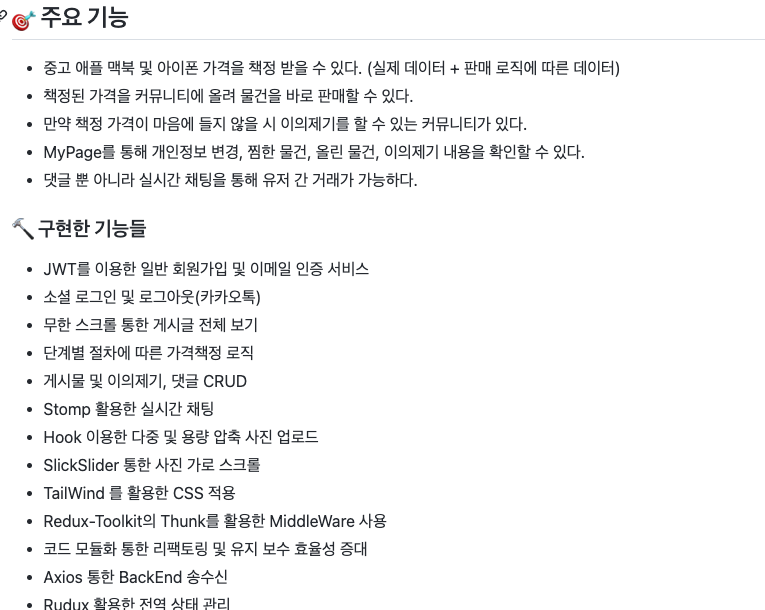 주요 기능
중고 애플 맥북 및 아이폰 가격을 책정 받을 수 있다. (실제 데이터 + 판매 로직에 따른 데이터)
책정된 가격을 커뮤니티에 올려 물건을 바로 판매할 수 있다.
만약 책정 가격이 마음에 들지 않을 시 이의제기를 할 수 있는 커뮤니티가 있다.
MyPage를 통해 개인정보 변경, 찜한 물건, 올린 물건, 이의제기 내용을 확인할 수 있다.
댓글 뿐 아니라 실시간 채팅을 통해 유저 간 거래가 가능하다.
구현한 기능들
JWT를 이용한 일반 회원가입 및 이메일 인증 서비스
소셜 로그인 및 로그아웃(카카오톡)
무한 스크롤 통한 게시글 전체 보기
단계별 절차에 따른 가격책정 로직
게시물 및 이의제기, 댓글 CRUD
Stomp 활용한 실시간 채팅
Hook 이용한 다중 및 용량 압축 사진 업로드
SlickSlider 통한 사진 가로 스크롤
TailWind 를 활용한 CSS 적용
Redux-Toolkit의 Thunk를 활용한 MiddleWare 사용
코드 모듈화 통한 리팩토링 및 유지 보수 효율성 증대
Axios 통한 BackEnd 송수신
Rudux 활용한 전역 상태 관리